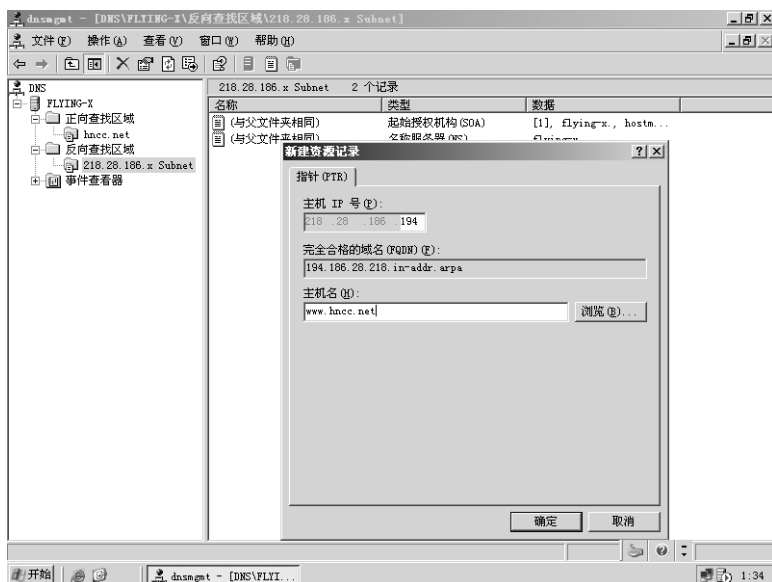 dnsmgmt - [DNS\FLYING-X\反向查找区域\218.28.186.x Subnet]
文件(F) 操作(A) 查看(V) 窗口(W) 帮助(H)
DNS
FLYING-X
正向查找区域
hncc.net
反向查找区域
218.28.186.x Subnet
事件查看器
218.28.186.x Subnet 2 个记录
名称 类型 数据
(与父文件夹相同) 起始授权机构(SOA) [1], flying-x., hostm...
(与父文件夹相同) 名称服务器(NS) flying-x.
新建资源记录
指针(PTR)
主机 IP 号(P):
218 .28 .186 .194
完全合格的域名(FQDN)(F):
194.186.28.218.in-addr.arpa
主机名(H):
www.hncc.net
浏览(B)...
确定 取消
开始 dnsmgmt - [DNS\FLYI... 1:34